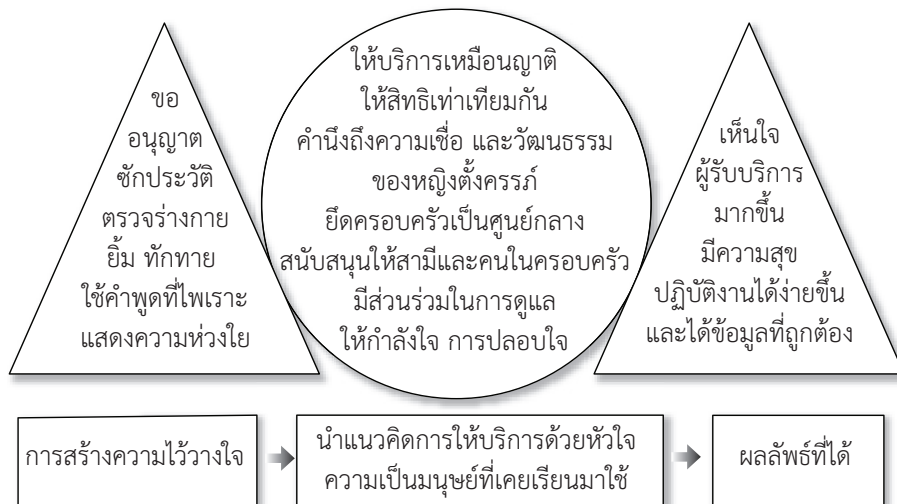 ขอ
อนุญาต
ซักประวัติ
ตรวจร่างกาย
ยิ้ม ทักทาย
ใช้คำพูดที่ไพเราะ
แสดงความห่วงใย
ให้บริการเหมือนญาติ
ให้สิทธิเท่าเทียมกัน
คำนึงถึงความเชื่อ และวัฒนธรรม
ของหญิงตั้งครรภ์
ยึดครอบครัวเป็นศูนย์กลาง
สนับสนุนให้สามีและคนในครอบครัว
มีส่วนร่วมในการดูแล
ให้กำลังใจ การปลอบใจ
เห็นใจ
ผู้รับบริการ
มากขึ้น
มีความสุข
ปฏิบัติงานได้ง่ายขึ้น
และได้ข้อมูลที่ถูกต้อง
การสร้างความไว้วางใจ
นำแนวคิดการให้บริการด้วยหัวใจ
ความเป็นมนุษย์ที่เคยเรียนมาใช้
ผลลัพธ์ที่ได้